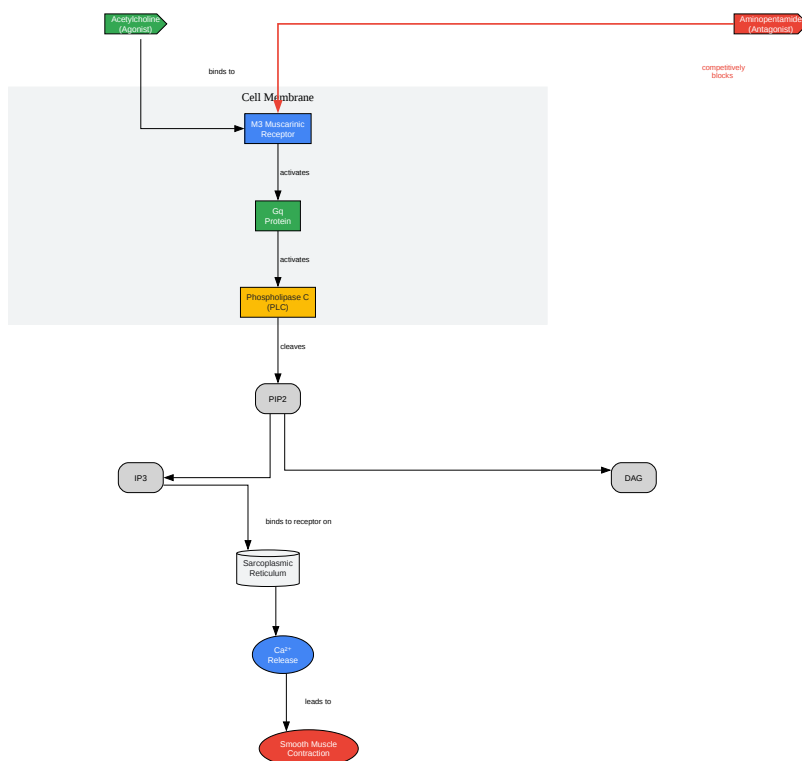 Acetylcholine
(Agonist)
Aminopentamide
(Antagonist)
binds to
competitively
blocks
Cell Membrane
M3 Muscarinic
Receptor
activates
Gq
Protein
activates
Phospholipase C
(PLC)
cleaves
PIP2
IP3
DAG
binds to receptor on
Sarcoplasmic
Reticulum
Ca²⁺
Release
leads to
Smooth Muscle
Contraction